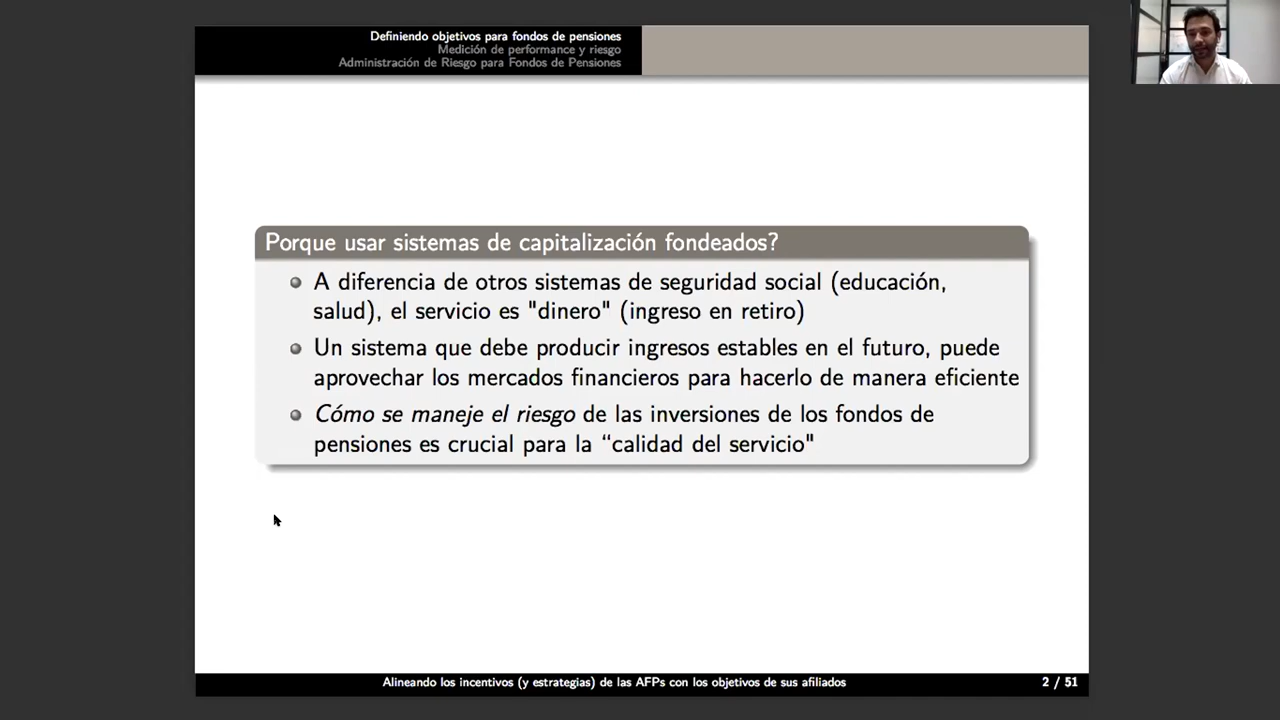 Definiendo objetivos para fondos de pensiones
Medición de performance y riesgo
Administración de Riesgo para Fondos de Pensiones
Porque usar sistemas de capitalización fondeados?
A diferencia de otros sistemas de seguridad social (educación,
salud), el servicio es "dinero" (ingreso en retiro)
Un sistema que debe producir ingresos estables en el futuro, puede
aprovechar los mercados financieros para hacerlo de manera eficiente
Cómo se maneje el riesgo de las inversiones de los fondos de
pensiones es crucial para la “calidad del servicio"
Alineando los incentivos (y estrategias) de las AFPs con los objetivos de sus afiliados
2 / 51